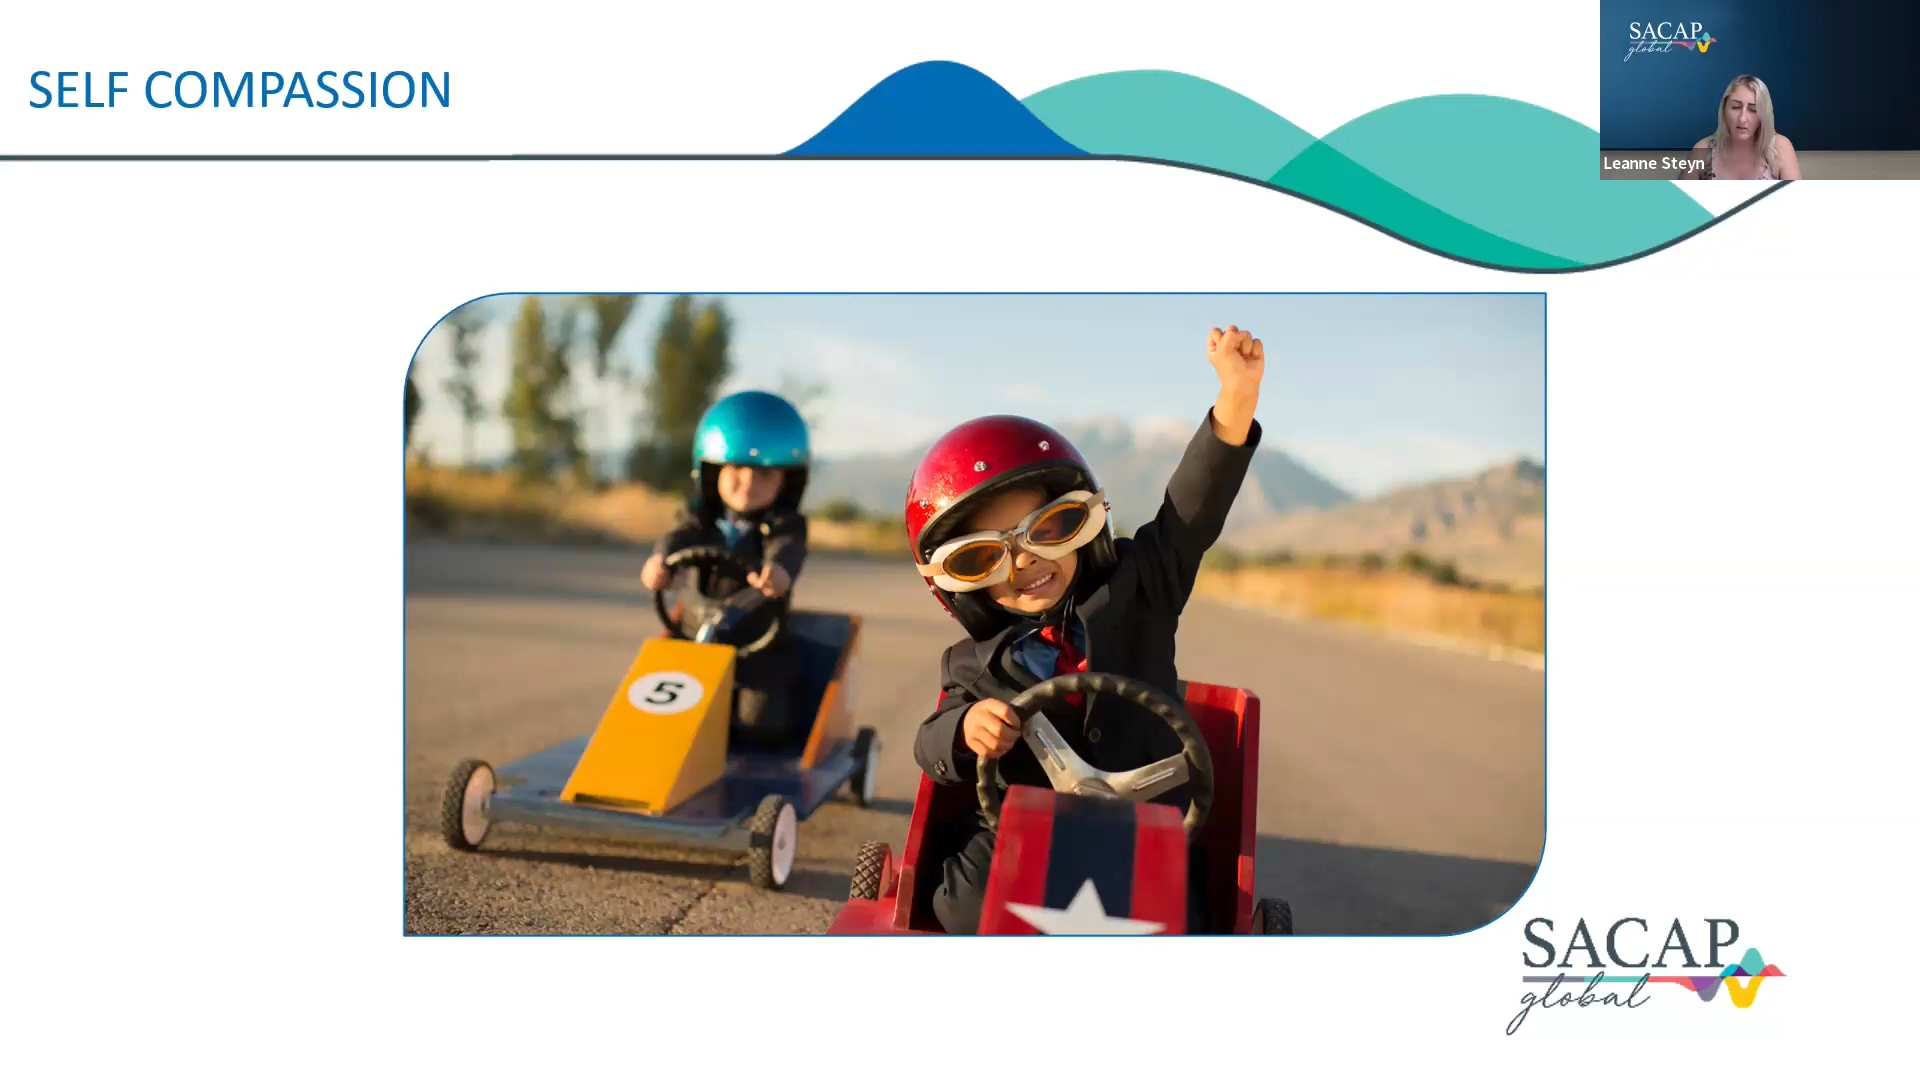 SELF COMPASSION
SACAP
global
Leanne Steyn
5
SACAP
global